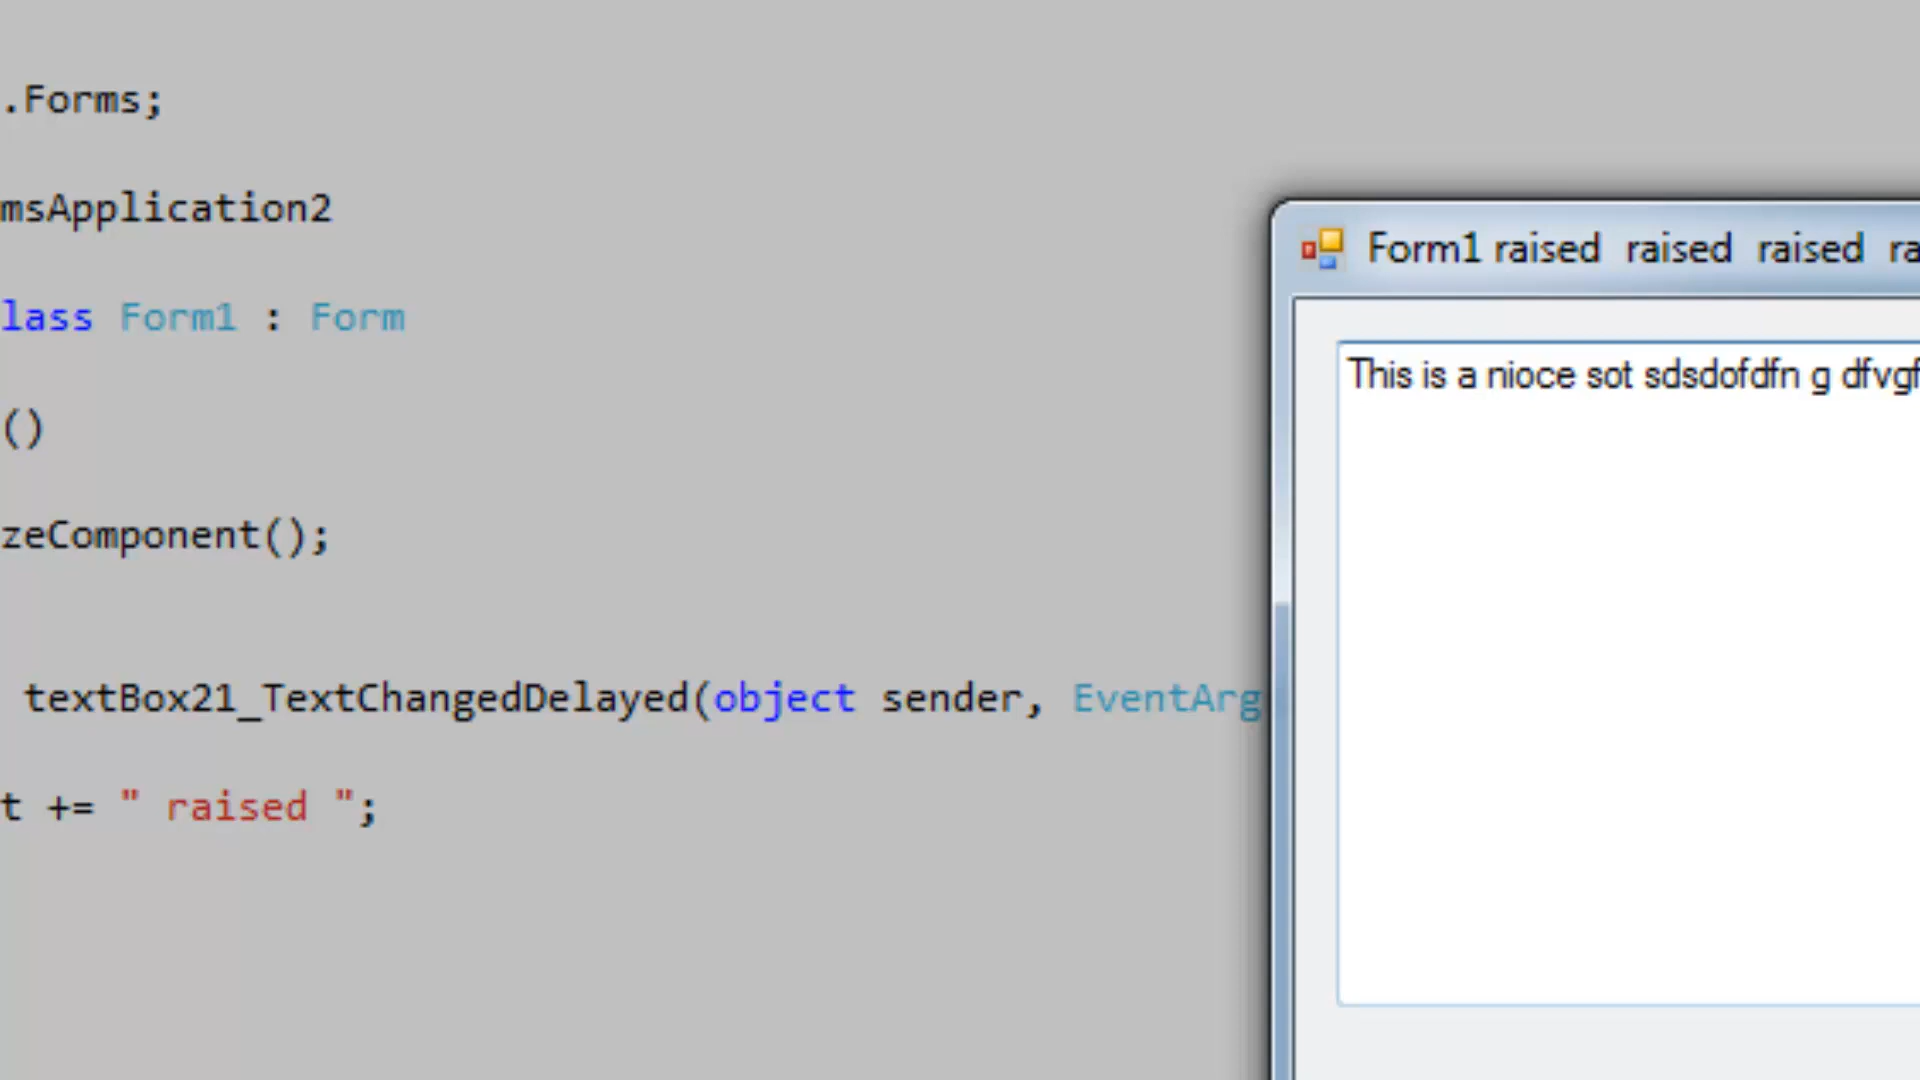 .Forms;
msApplication2
lass Form1 : Form
()
zeComponent();
textBox21_TextChangedDelayed(object sender, EventArg
t += " raised ";
Form1 raised raised raised ra
This is a nioce sot sdsdofdfn g dfvgf